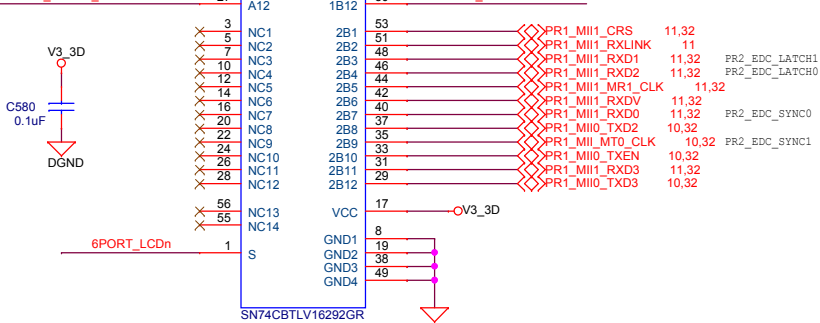 A12 1B12
3 NC1 2B1 53 PR1_MII1_CRS 11,32
5 NC2 2B2 51 PR1_MII1_RXLINK 11
7 NC3 2B3 48 PR1_MII1_RXD1 11,32 PR2_EDC_LATCH1
10 NC4 2B4 46 PR1_MII1_RXD2 11,32 PR2_EDC_LATCH0
12 NC5 2B5 44 PR1_MII1_MR1_CLK 11,32
14 NC6 2B6 42 PR1_MII1_RXDV 11,32
16 NC7 2B7 40 PR1_MII1_RXD0 11,32 PR2_EDC_SYNC0
20 NC8 2B8 37 PR1_MII0_TXD2 10,32
22 NC9 2B9 35 PR1_MII_MT0_CLK 10,32 PR2_EDC_SYNC1
24 NC10 2B10 33 PR1_MII0_TXEN 10,32
26 NC11 2B11 31 PR1_MII1_RXD3 11,32
28 NC12 2B12 29 PR1_MII0_TXD3 10,32
V3_3D
C580
0.1uF
DGND
56 NC13 VCC 17 V3_3D
55 NC14
GND1 8
6PORT_LCDn 1 S GND2 19
GND3 38
GND4 49
SN74CBTLV16292GR